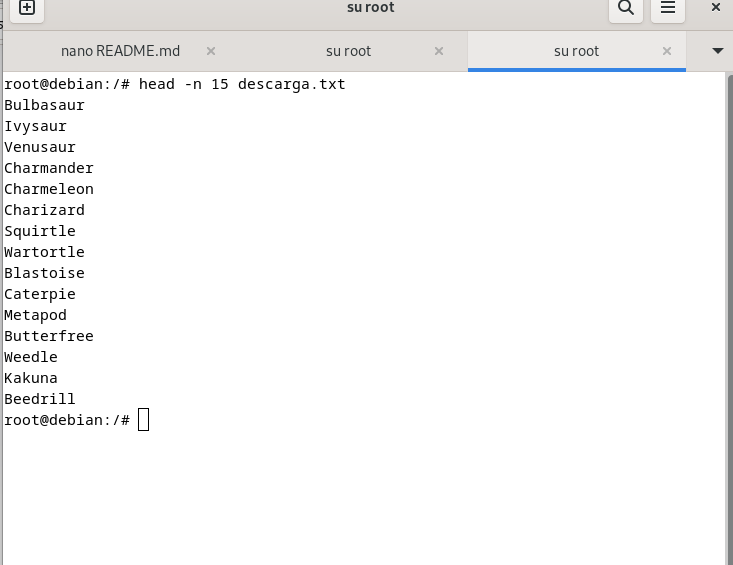 su root
nano README.md
su root
su root
root@debian:/# head -n 15 descarga.txt
Bulbasaur
Ivysaur
Venusaur
Charmander
Charmeleon
Charizard
Squirtle
Wartortle
Blastoise
Caterpie
Metapod
Butterfree
Weedle
Kakuna
Beedrill
root@debian:/#